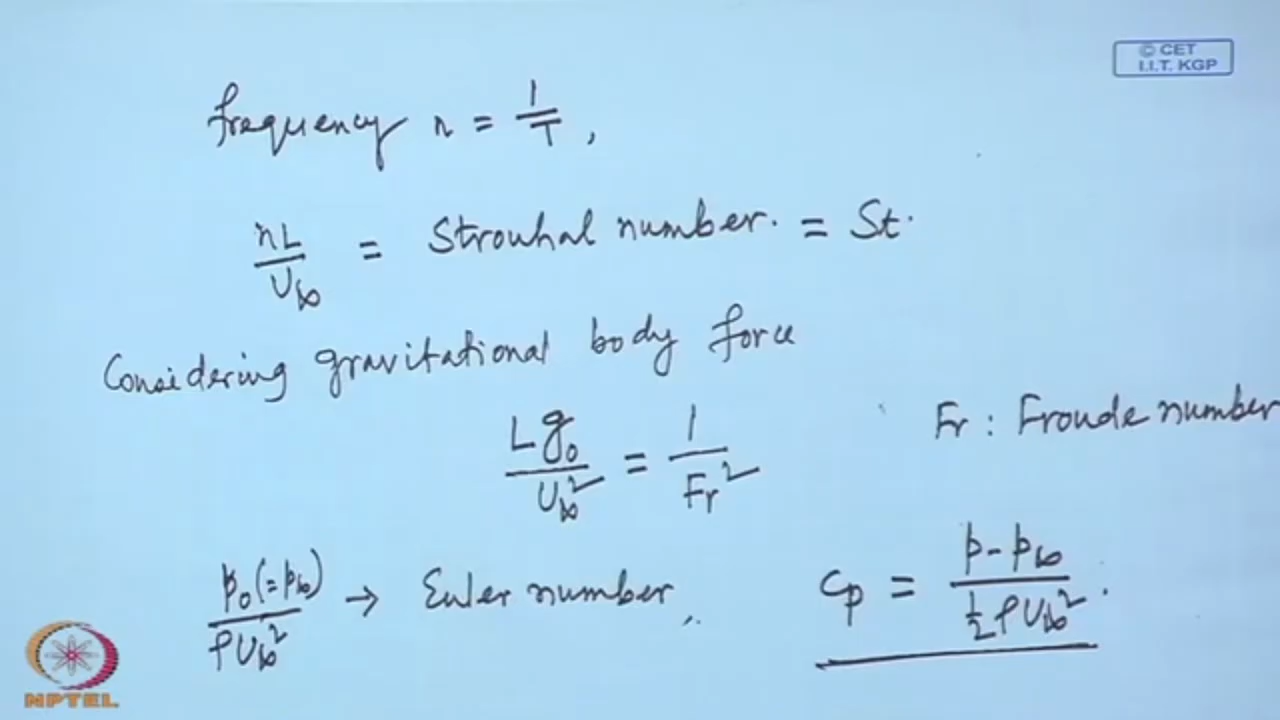 © CET
I.I.T. KGP
frequency n = 1/T,
nL/U∞ = Strouhal number. = St.
Considering gravitational body force
Lg₀/U∞² = 1/Fr²
Fr : Froude number
p₀(=p∞)/ρU∞² → Euler number,
Cp = (p - p∞)/(½ρU∞²).
NPTEL